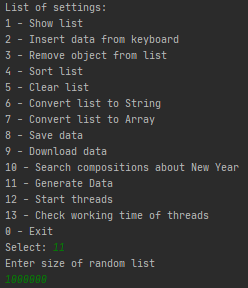 List of settings:
1 - Show list
2 - Insert data from keyboard
3 - Remove object from list
4 - Sort list
5 - Clear list
6 - Convert list to String
7 - Convert list to Array
8 - Save data
9 - Download data
10 - Search compositions about New Year
11 - Generate Data
12 - Start threads
13 - Check working time of threads
0 - Exit
Select: 11
Enter size of random list
1000000